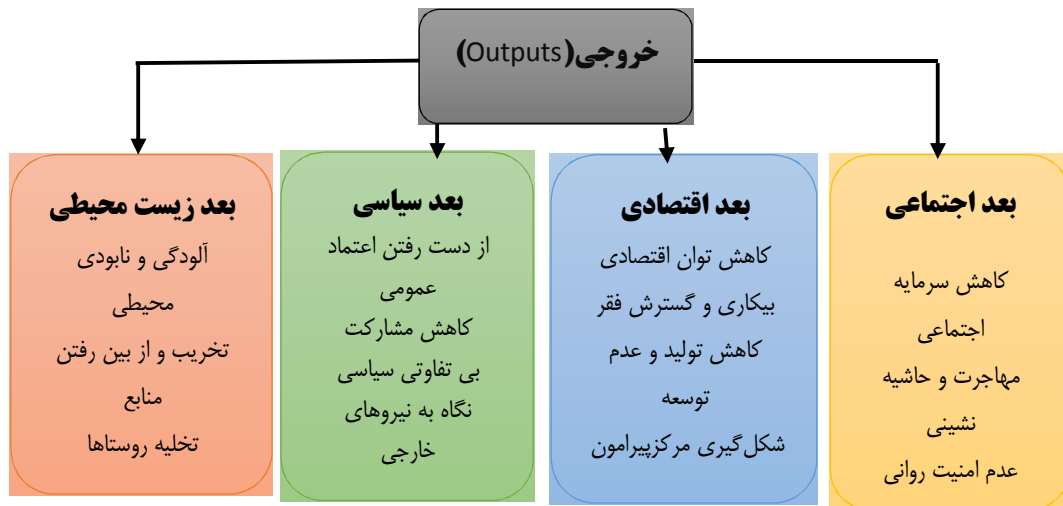 خروجی(Outputs)
بعد اجتماعی
کاهش سرمایه
اجتماعی
مهاجرت و حاشیه
نشینی
عدم امنیت روانی
بعد اقتصادی
کاهش توان اقتصادی
بیکاری و گسترش فقر
کاهش تولید و عدم
توسعه
شکل‌گیری مرکزپیرامون
بعد سیاسی
از دست رفتن اعتماد
عمومی
کاهش مشارکت
بی تفاوتی سیاسی
نگاه به نیروهای
خارجی
بعد زیست محیطی
آلودگی و نابودی
محیطی
تخریب و از بین رفتن
منابع
تخلیه روستاها